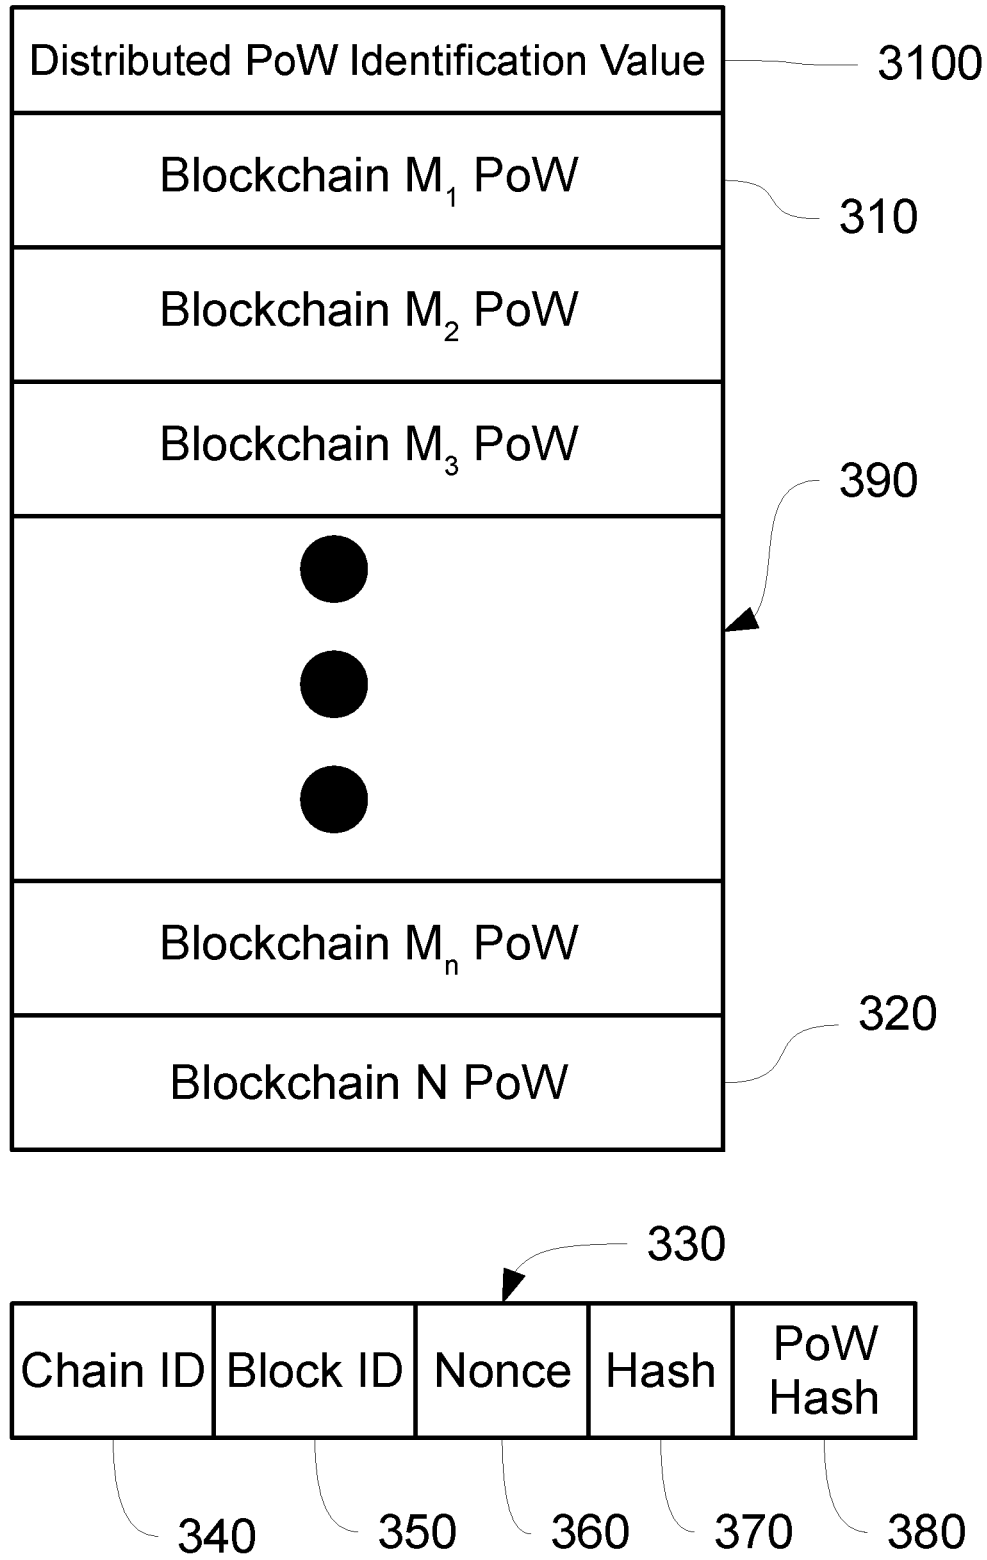 Distributed PoW Identification Value
3100
Blockchain M₁ PoW
310
Blockchain M₂ PoW
Blockchain M₃ PoW
390
Blockchain Mₙ PoW
320
Blockchain N PoW
330
Chain ID
Block ID
Nonce
Hash
PoW
Hash
340
350
360
370
380